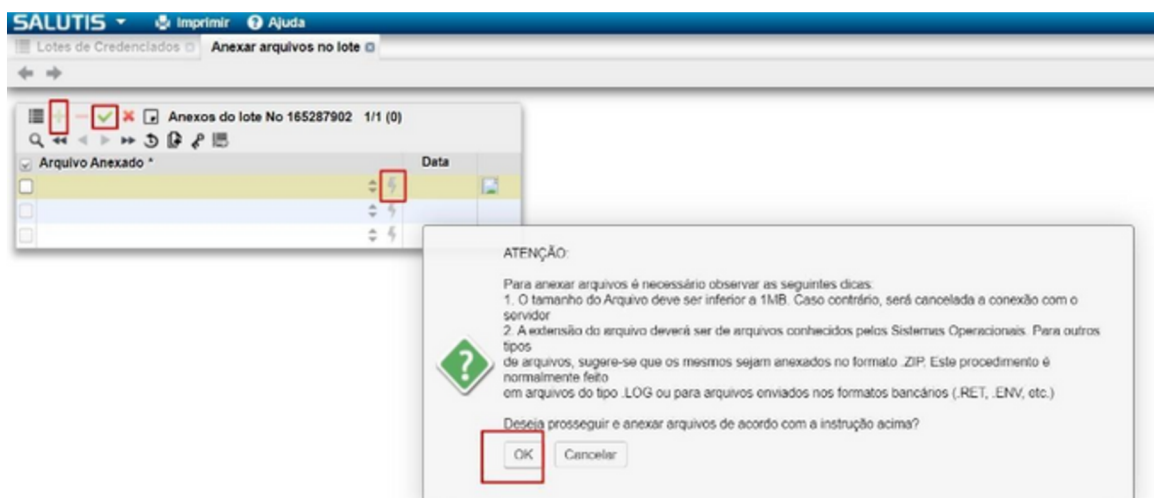 SALUTIS Imprimir Ajuda
Lotes de Credenciados Anexar arquivos no lote
Anexos do lote No 165287902 1/1 (0)
Arquivo Anexado * Data
ATENÇÃO:
Para anexar arquivos é necessário observar as seguintes dicas:
1. O tamanho do Arquivo deve ser inferior a 1MB. Caso contrário, será cancelada a conexão com o
servidor
2. A extensão do arquivo deverá ser de arquivos conhecidos pelos Sistemas Operacionais. Para outros
tipos
de arquivos, sugere-se que os mesmos sejam anexados no formato .ZIP. Este procedimento é
normalmente feito
em arquivos do tipo .LOG ou para arquivos enviados nos formatos bancários (.RET, .ENV, etc.)
Deseja prosseguir e anexar arquivos de acordo com a instrução acima?
OK Cancelar